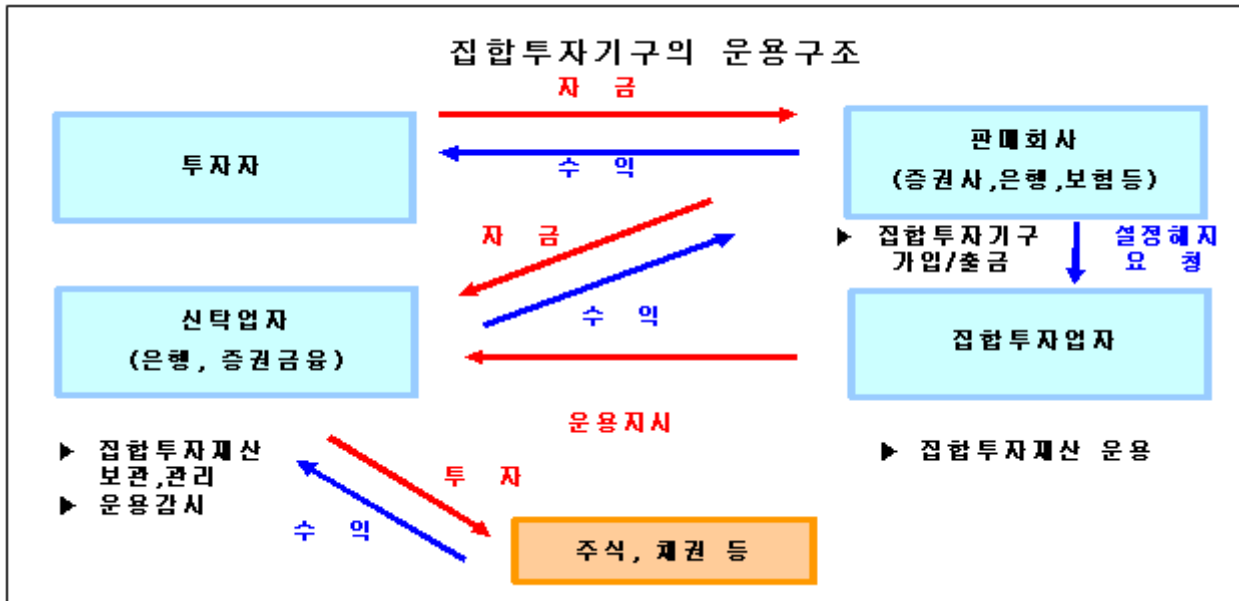 집합투자기구의 운용구조
자 금
투자자
수 익
판매회사
(증권사,은행,보험등)
자 금
▶ 집합투자기구
가입/출금
설정해지
요 청
신탁업자
(은행, 증권금융)
수 익
집합투자업자
운용지시
▶ 집합투자재산
보관,관리
▶ 운용감시
▶ 집합투자재산 운용
투 자
수 익
주식, 채권 등